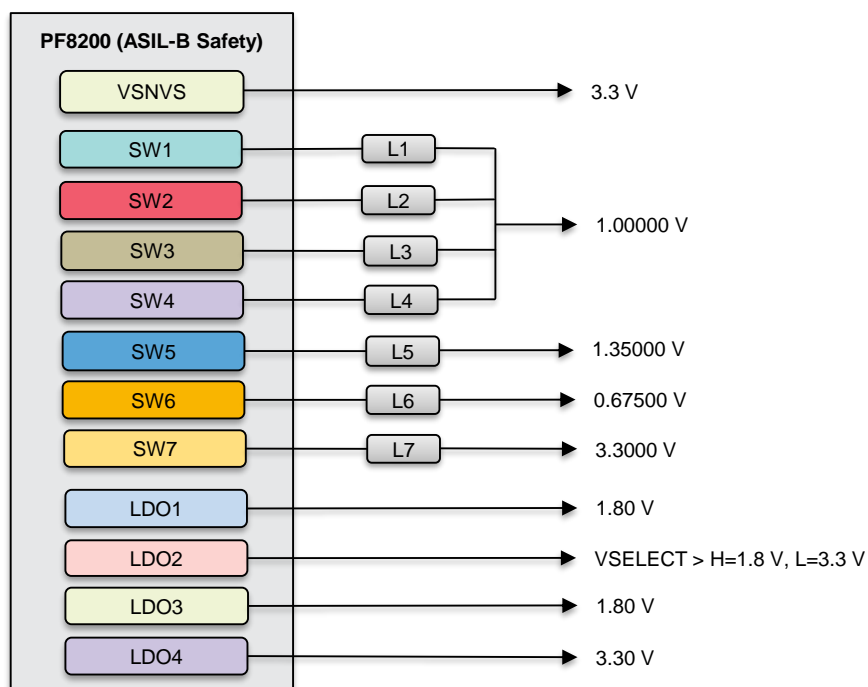 PF8200 (ASIL-B Safety)
VSNVS
3.3 V
SW1
L1
SW2
L2
1.00000 V
SW3
L3
SW4
L4
SW5
L5
1.35000 V
SW6
L6
0.67500 V
SW7
L7
3.3000 V
LDO1
1.80 V
LDO2
VSELECT > H=1.8 V, L=3.3 V
LDO3
1.80 V
LDO4
3.30 V